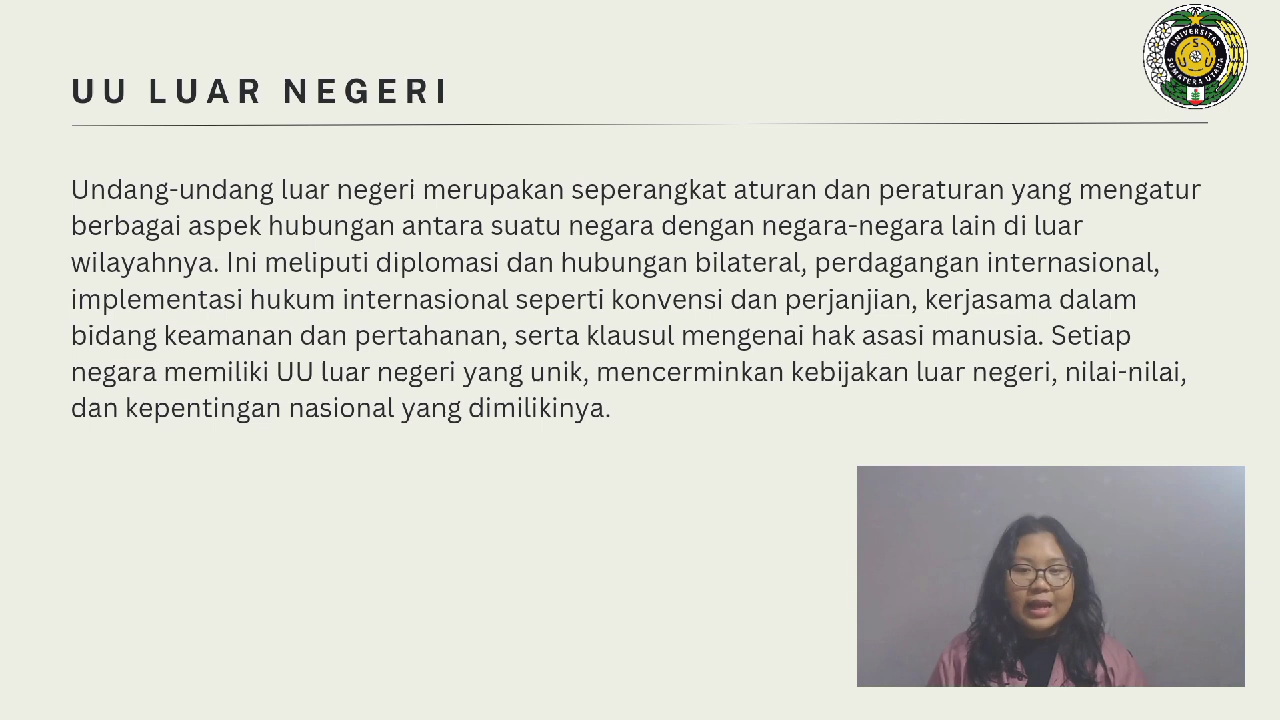 UU LUAR NEGERI
UNIVERSITAS
SUMATERA UTARA
Undang-undang luar negeri merupakan seperangkat aturan dan peraturan yang mengatur
berbagai aspek hubungan antara suatu negara dengan negara-negara lain di luar
wilayahnya. Ini meliputi diplomasi dan hubungan bilateral, perdagangan internasional,
implementasi hukum internasional seperti konvensi dan perjanjian, kerjasama dalam
bidang keamanan dan pertahanan, serta klausul mengenai hak asasi manusia. Setiap
negara memiliki UU luar negeri yang unik, mencerminkan kebijakan luar negeri, nilai-nilai,
dan kepentingan nasional yang dimilikinya.